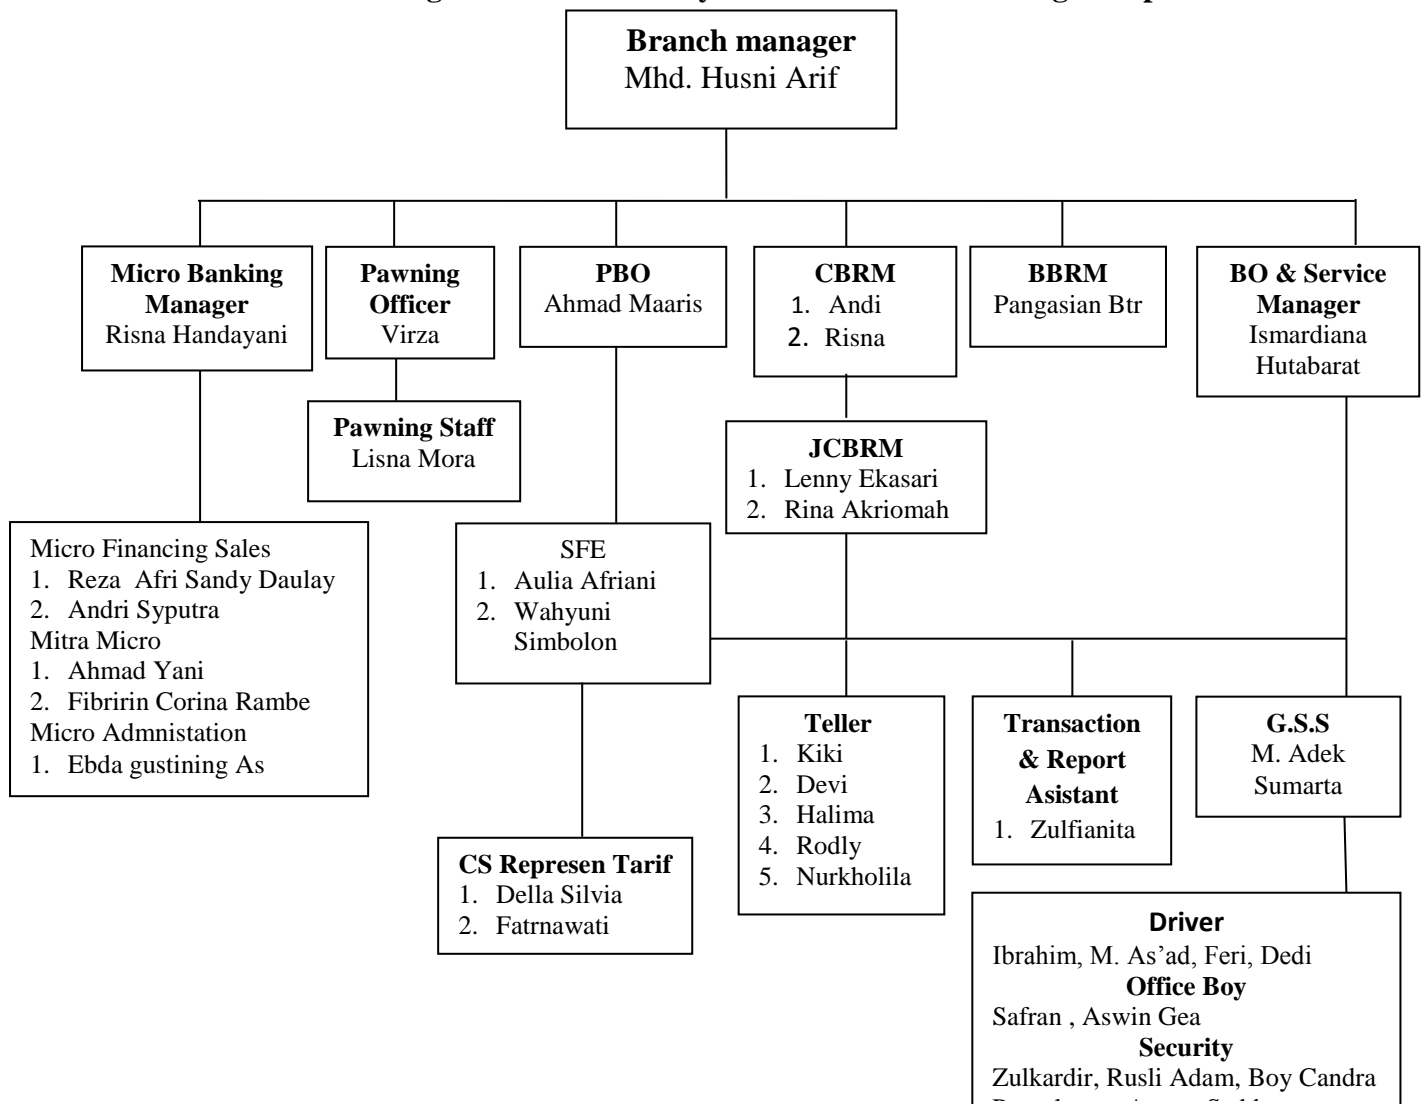 Branch manager
Mhd. Husni Arif
Micro Banking
Manager
Risna Handayani
Pawning
Officer
Virza
PBO
Ahmad Maaris
CBRM
1. Andi
2. Risna
BBRM
Pangasian Btr
BO & Service
Manager
Ismardiana
Hutabarat
Pawning Staff
Lisna Mora
JCBRM
1. Lenny Ekasari
2. Rina Akriomah
Micro Financing Sales
1. Reza Afri Sandy Daulay
2. Andri Syputra
Mitra Micro
1. Ahmad Yani
2. Fibririn Corina Rambe
Micro Admnistation
1. Ebda gustining As
SFE
1. Aulia Afriani
2. Wahyuni
Simbolon
Teller
1. Kiki
2. Devi
3. Halima
4. Rodly
5. Nurkholila
Transaction
& Report
Asistant
1. Zulfianita
G.S.S
M. Adek
Sumarta
CS Represen Tarif
1. Della Silvia
2. Fatrnawati
Driver
Ibrahim, M. As’ad, Feri, Dedi
Office Boy
Safran , Aswin Gea
Security
Zulkardir, Rusli Adam, Boy Candra